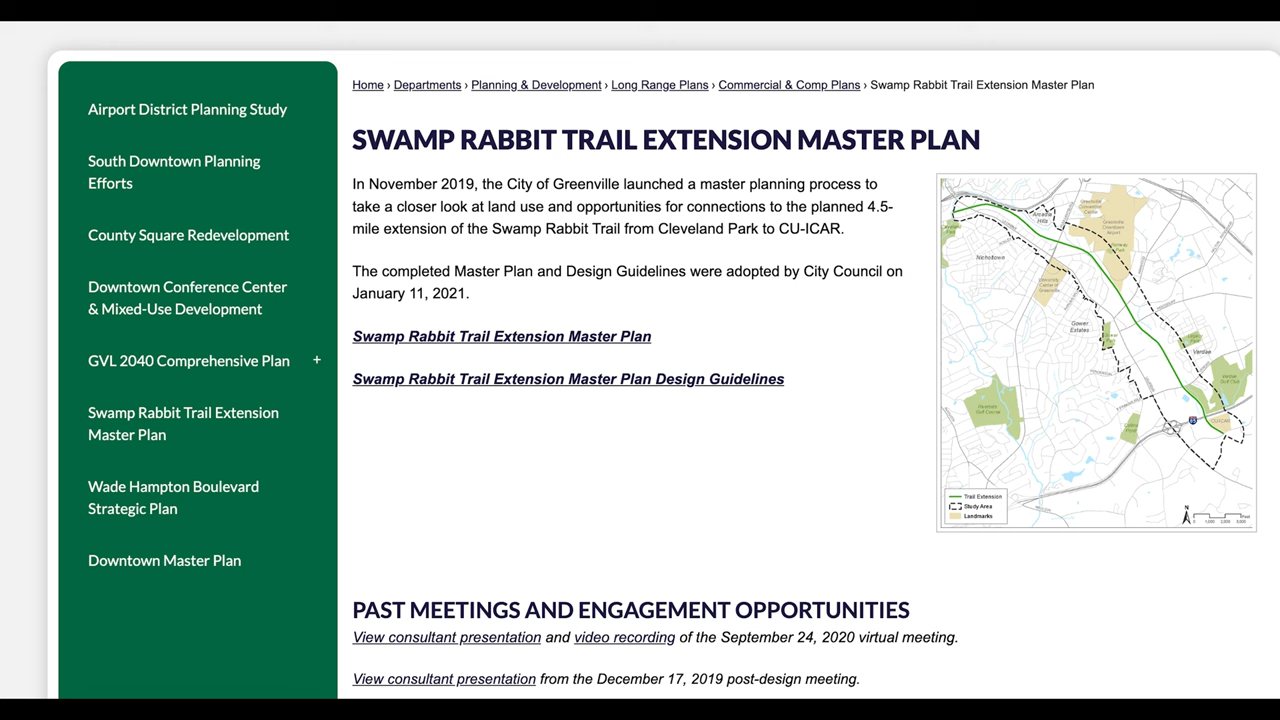 Airport District Planning Study
South Downtown Planning
Efforts
County Square Redevelopment
Downtown Conference Center
& Mixed-Use Development
GVL 2040 Comprehensive Plan +
Swamp Rabbit Trail Extension
Master Plan
Wade Hampton Boulevard
Strategic Plan
Downtown Master Plan
Home › Departments › Planning & Development › Long Range Plans › Commercial & Comp Plans › Swamp Rabbit Trail Extension Master Plan
SWAMP RABBIT TRAIL EXTENSION MASTER PLAN
In November 2019, the City of Greenville launched a master planning process to
take a closer look at land use and opportunities for connections to the planned 4.5-
mile extension of the Swamp Rabbit Trail from Cleveland Park to CU-ICAR.
The completed Master Plan and Design Guidelines were adopted by City Council on
January 11, 2021.
Swamp Rabbit Trail Extension Master Plan
Swamp Rabbit Trail Extension Master Plan Design Guidelines
Arcadia
Hills
Nicholtown
Gower
Estates
Verdae
Trail Extension
Study Area
Landmarks
N
PAST MEETINGS AND ENGAGEMENT OPPORTUNITIES
View consultant presentation and video recording of the September 24, 2020 virtual meeting.
View consultant presentation from the December 17, 2019 post-design meeting.